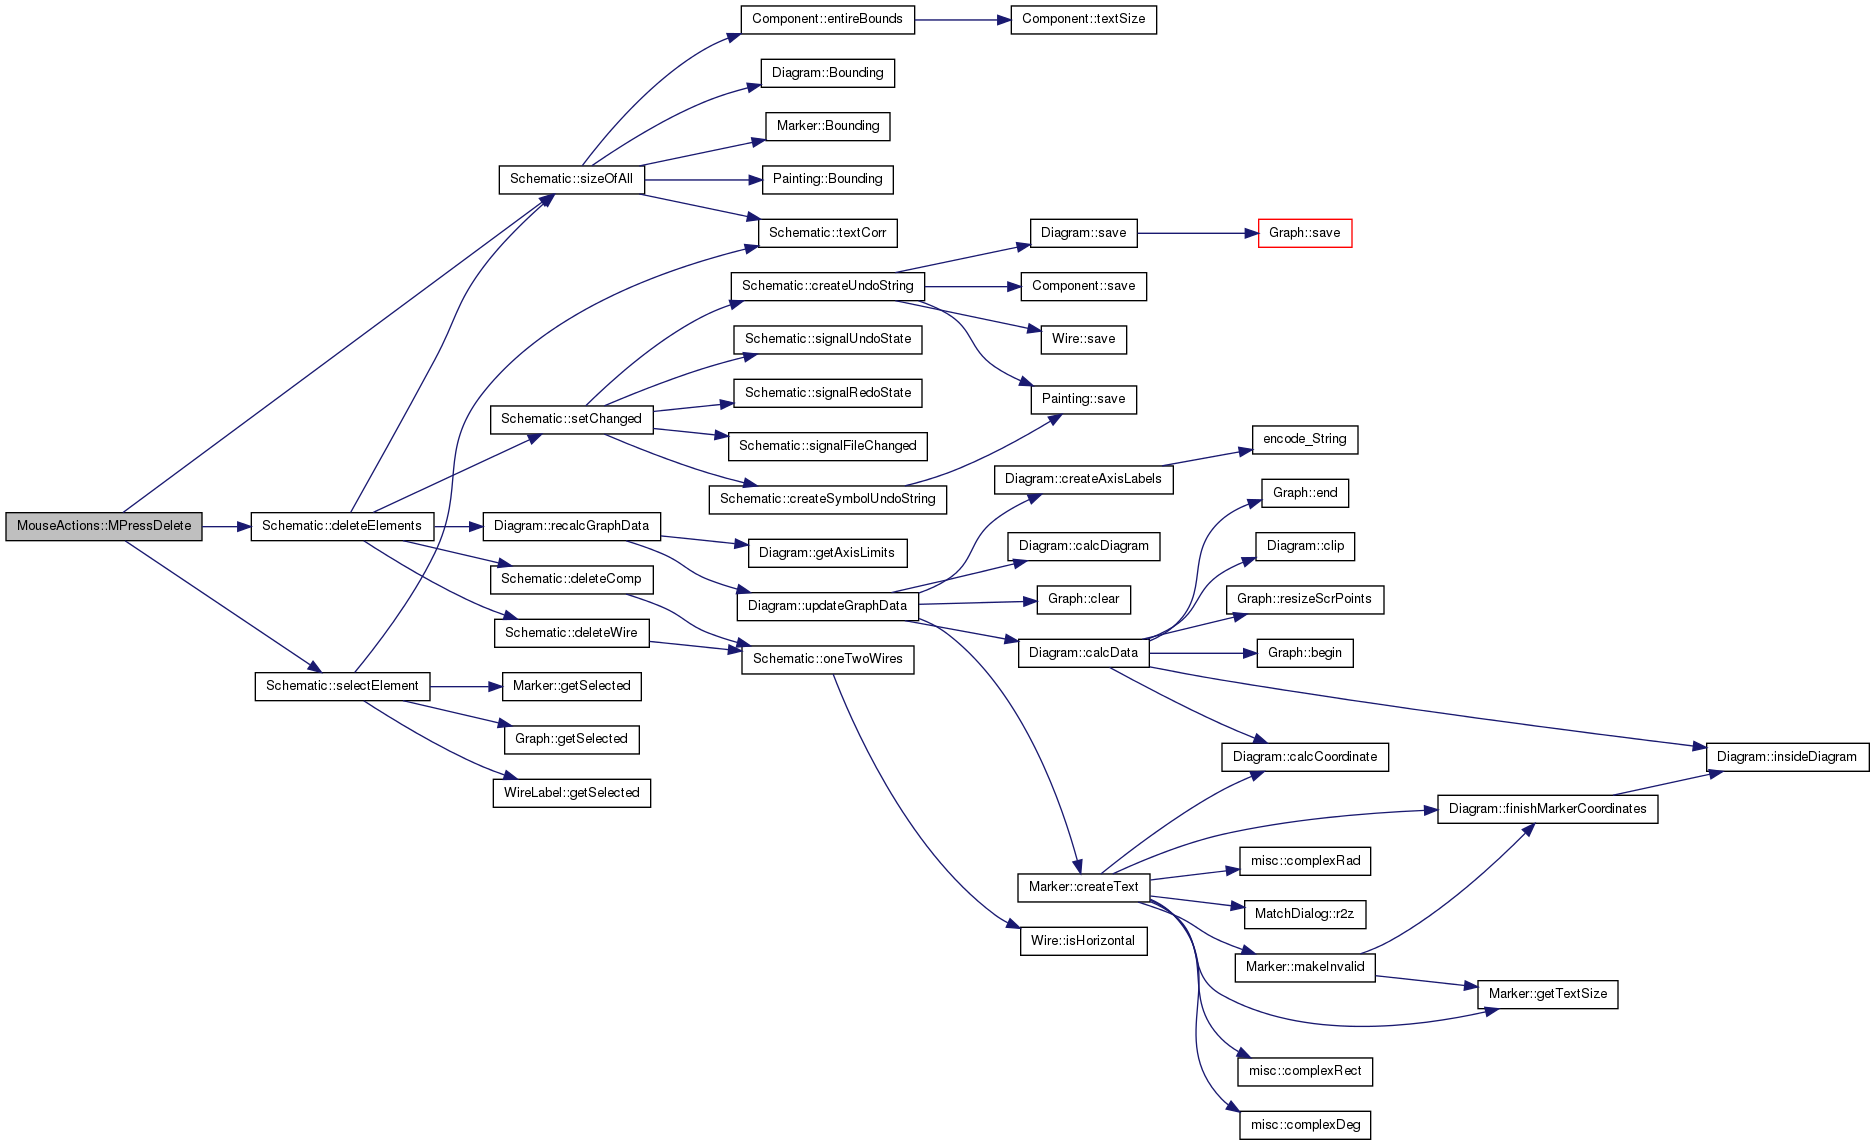 Component::entireBounds
Component::textSize
Diagram::Bounding
Marker::Bounding
Schematic::sizeOfAll
Painting::Bounding
Schematic::textCorr
Diagram::save
Graph::save
Schematic::createUndoString
Component::save
Schematic::signalUndoState
Wire::save
Schematic::signalRedoState
Painting::save
Schematic::setChanged
Schematic::signalFileChanged
encode_String
Diagram::createAxisLabels
Schematic::createSymbolUndoString
Graph::end
MouseActions::MPressDelete
Schematic::deleteElements
Diagram::recalcGraphData
Diagram::getAxisLimits
Diagram::calcDiagram
Diagram::clip
Schematic::deleteComp
Diagram::updateGraphData
Graph::clear
Graph::resizeScrPoints
Schematic::deleteWire
Schematic::oneTwoWires
Diagram::calcData
Graph::begin
Schematic::selectElement
Marker::getSelected
Graph::getSelected
Diagram::calcCoordinate
Diagram::insideDiagram
WireLabel::getSelected
Diagram::finishMarkerCoordinates
misc::complexRad
Marker::createText
MatchDialog::r2z
Wire::isHorizontal
Marker::makeInvalid
Marker::getTextSize
misc::complexRect
misc::complexDeg